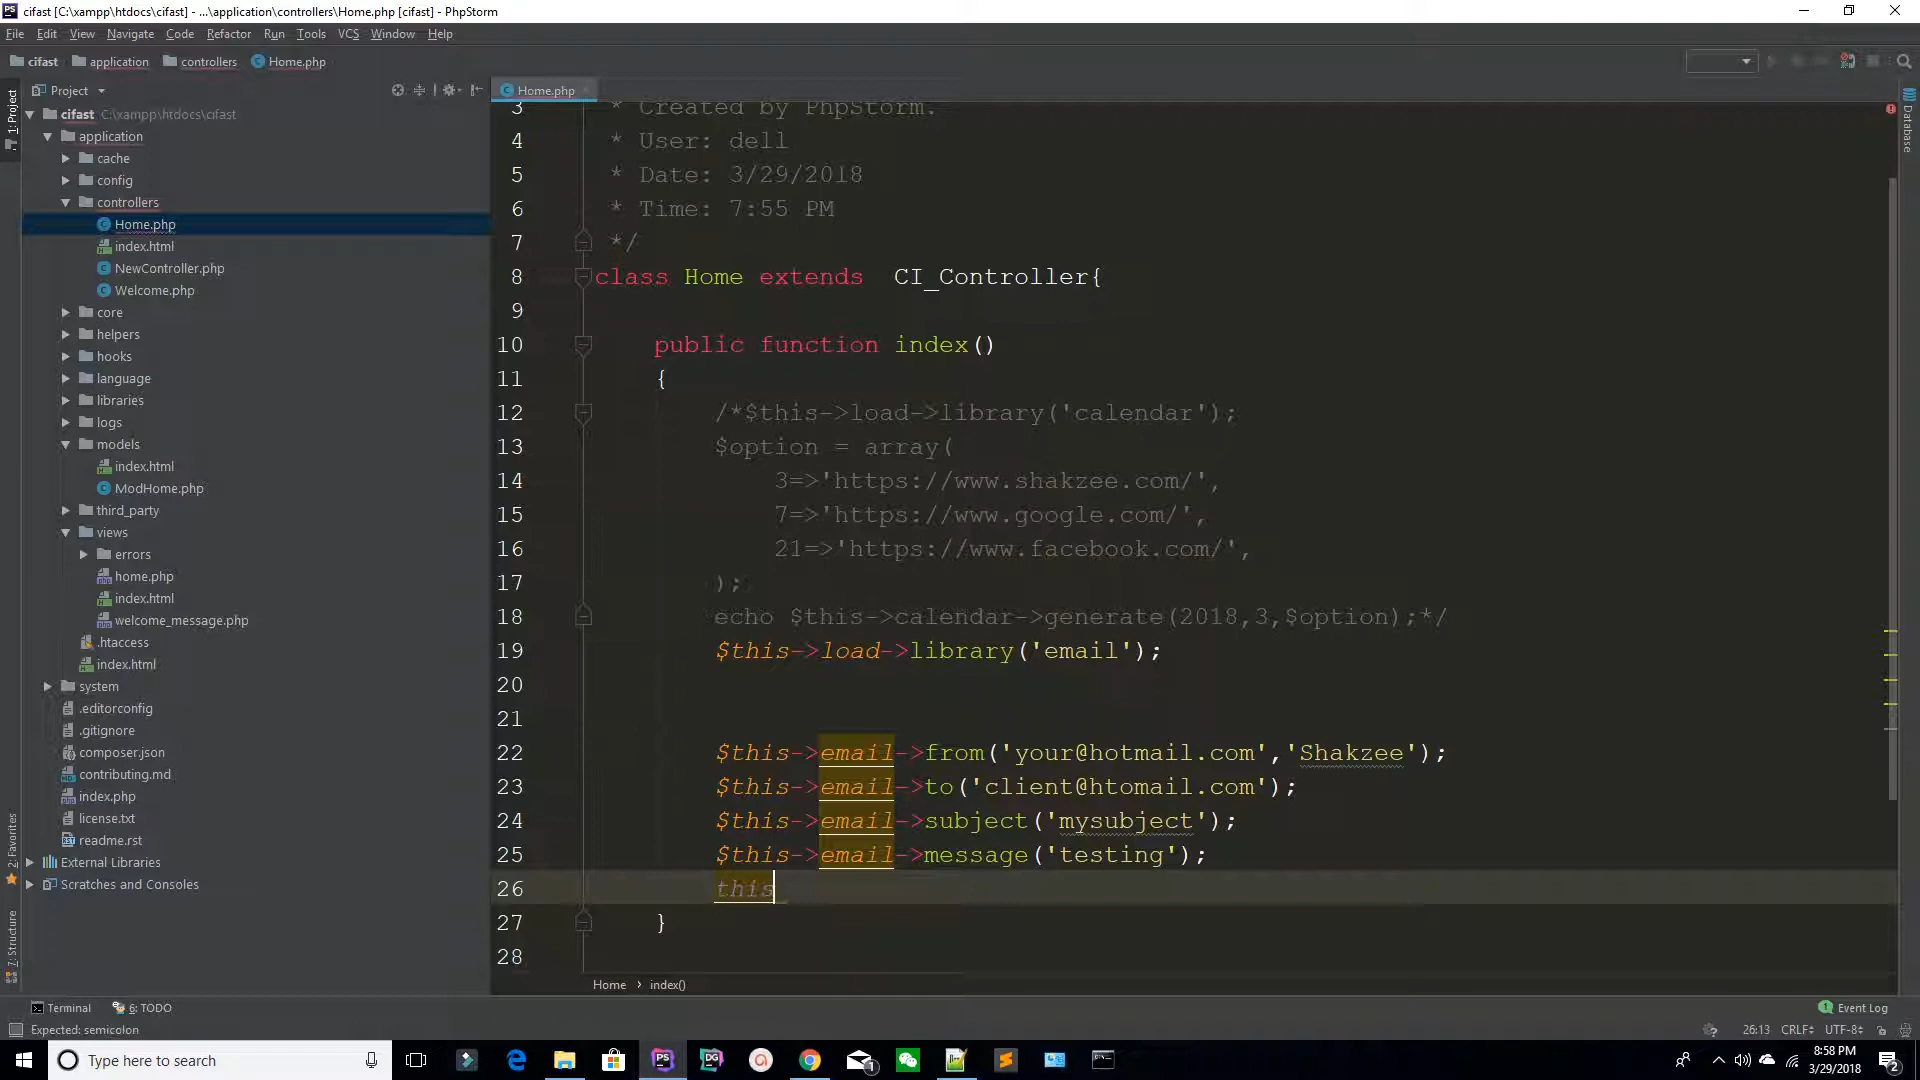 cifast [C:\xampp\htdocs\cifast] - ...\application\controllers\Home.php [cifast] - PhpStorm
File Edit View Navigate Code Refactor Run Tools VCS Window Help
cifast application controllers Home.php
Project
Home.php
1: Project
Database
cifast C:\xampp\htdocs\cifast
application
cache
config
controllers
Home.php
index.html
NewController.php
Welcome.php
core
helpers
hooks
language
libraries
logs
models
index.html
ModHome.php
third_party
views
errors
home.php
index.html
welcome_message.php
.htaccess
index.html
system
.editorconfig
.gitignore
composer.json
contributing.md
index.php
license.txt
readme.rst
External Libraries
Scratches and Consoles
2: Favorites
7: Structure
3 * Created by PhpStorm.
4 * User: dell
5 * Date: 3/29/2018
6 * Time: 7:55 PM
7 */
8 class Home extends  CI_Controller{
9
10 public function index()
11 {
12 /*$this->load->library('calendar');
13 $option = array(
14 3=>'https://www.shakzee.com/',
15 7=>'https://www.google.com/',
16 21=>'https://www.facebook.com/',
17 );
18 echo $this->calendar->generate(2018,3,$option);*/
19 $this->load->library('email');
20
21
22 $this->email->from('your@hotmail.com','Shakzee');
23 $this->email->to('client@htomail.com');
24 $this->email->subject('mysubject');
25 $this->email->message('testing');
26 this
27 }
28
Home › index()
Terminal 6: TODO
1 Event Log
Expected: semicolon
26:13 CRLF UTF-8
Type here to search
PS
DG
1
8:58 PM
3/29/2018
2